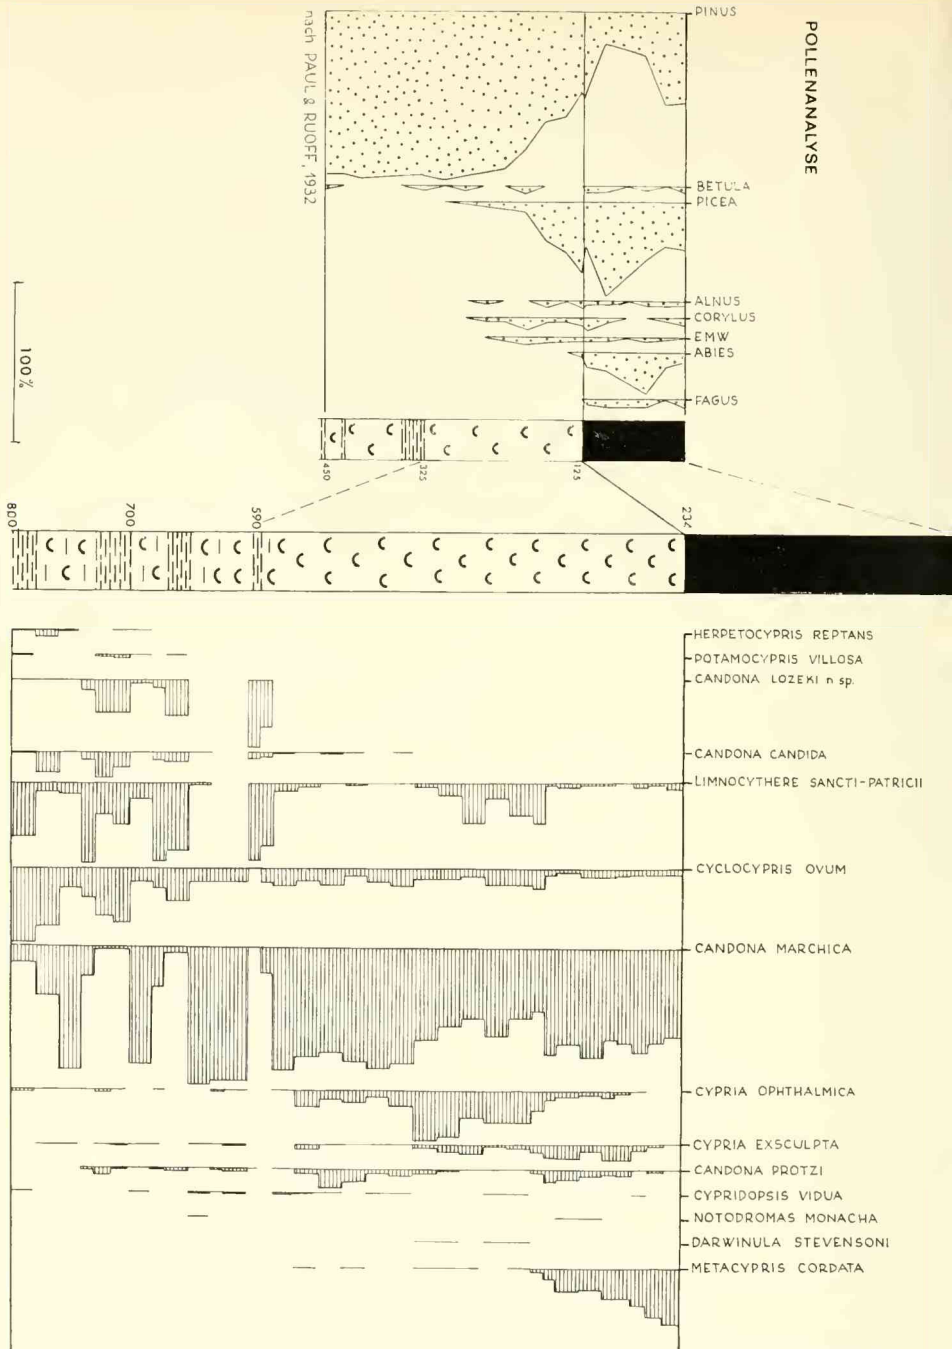 POLLENANALYSE
PINUS
BETULA
PICEA
ALNUS
CORYLUS
EMW
ABIES
FAGUS
nach PAUL & RUOFF, 1932
100%
450
325
125
800
700
590
234
HERPETOCYPRIS REPTANS
POTAMOCYPRIS VILLOSA
CANDONA LOZEKI n sp.
CANDONA CANDIDA
LIMNOCYTHERE SANCTI-PATRICII
CYCLOCYPRIS OVUM
CANDONA MARCHICA
CYPRIA OPHTHALMICA
CYPRIA EXSCULPTA
CANDONA PROTZI
CYPRIDOPSIS VIDUA
NOTODROMAS MONACHA
DARWINULA STEVENSONI
METACYPRIS CORDATA